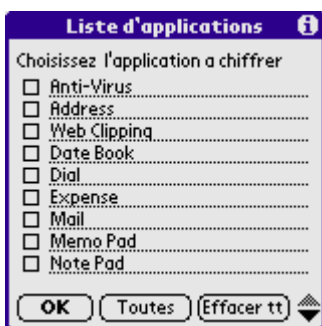 Liste d'applications
Choisissez l'application a chiffrer
Anti-Virus
Address
Web Clipping
Date Book
Dial
Expense
Mail
Memo Pad
Note Pad
OK Toutes Effacer tt